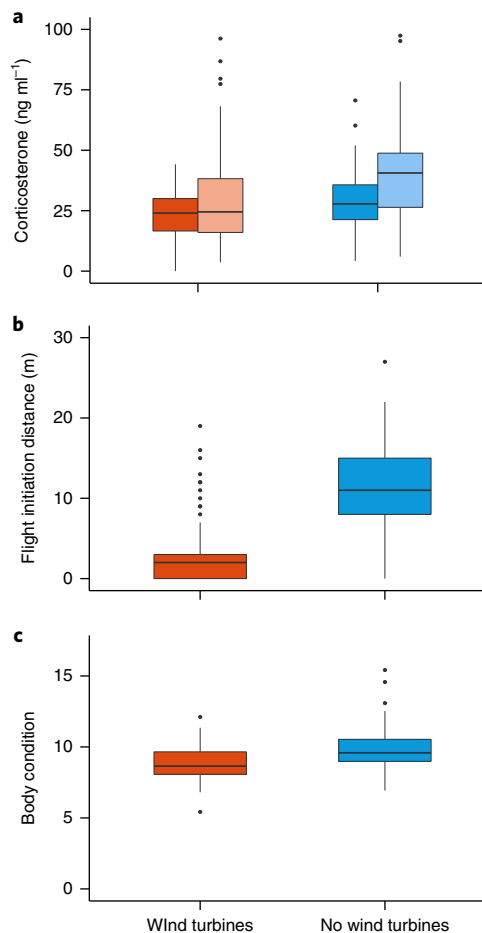 a
Corticosterone (ng ml⁻¹)
100
75
50
25
0
b
Flight initiation distance (m)
30
20
10
0
c
Body condition
15
10
5
0
WInd turbines
No wind turbines